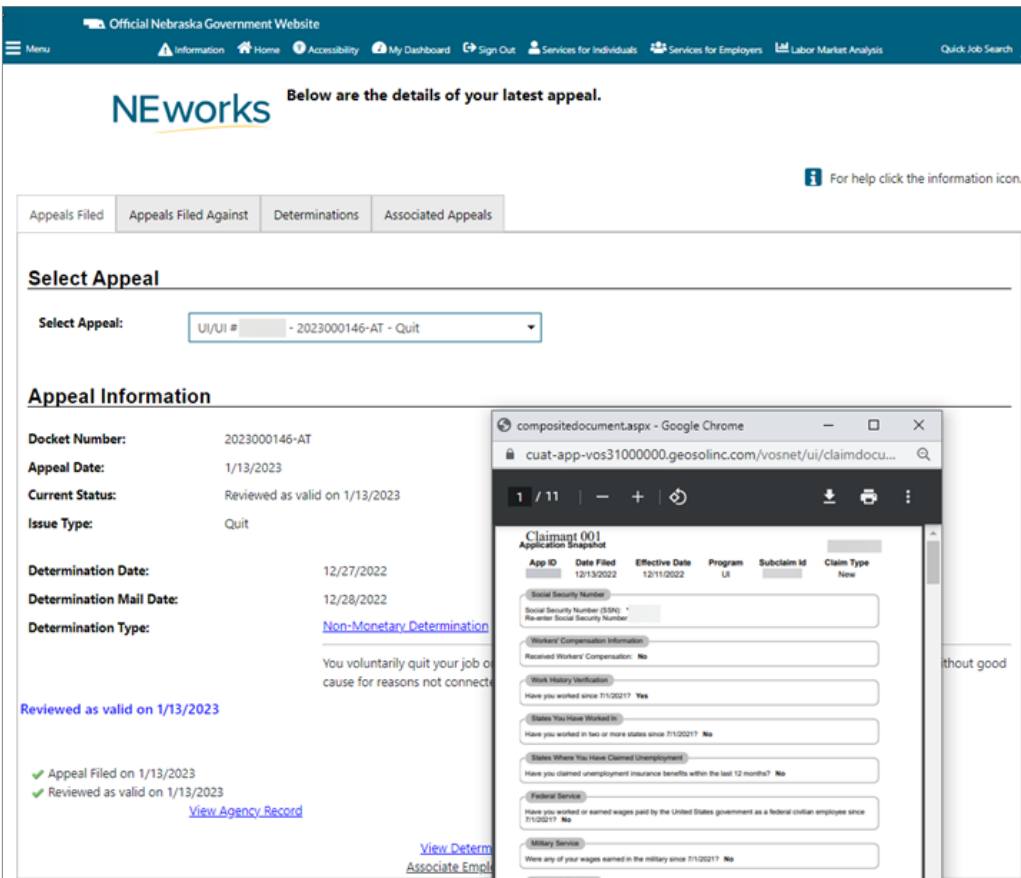 Official Nebraska Government Website
Menu
Information Home Accessibility My Dashboard Sign Out Services for Individuals Services for Employers Labor Market Analysis Quick Job Search
NEworks
Below are the details of your latest appeal.
For help click the information icon.
Appeals Filed Appeals Filed Against Determinations Associated Appeals
Select Appeal
Select Appeal: UI/UI # - 2023000146-AT - Quit
Appeal Information
Docket Number: 2023000146-AT
Appeal Date: 1/13/2023
Current Status: Reviewed as valid on 1/13/2023
Issue Type: Quit
Determination Date: 12/27/2022
Determination Mail Date: 12/28/2022
Determination Type: Non-Monetary Determination
You voluntarily quit your job o ithout good
cause for reasons not connecte
Reviewed as valid on 1/13/2023
Appeal Filed on 1/13/2023
Reviewed as valid on 1/13/2023
View Agency Record
View Determ
Associate Emplo
compositedocument.aspx - Google Chrome
cuat-app-vos31000000.geosolinc.com/vosnet/ui/claimdocu...
1 / 11
Claimant 001
Application Snapshot
App ID Date Filed Effective Date Program Subclaim Id Claim Type
12/13/2022 12/11/2022 UI New
Social Security Number
Social Security Number (SSN): *
Re-enter Social Security Number
Workers' Compensation Information
Received Workers' Compensation: No
Work History Verification
Have you worked since 7/1/2021? Yes
States You Have Worked In
Have you worked in two or more states since 7/1/2021? No
States Where You Have Claimed Unemployment
Have you claimed unemployment insurance benefits within the last 12 months? No
Federal Service
Have you worked or earned wages paid by the United States government as a federal civilian employee since
7/1/2021? No
Military Service
Were any of your wages earned in the military since 7/1/2021? No